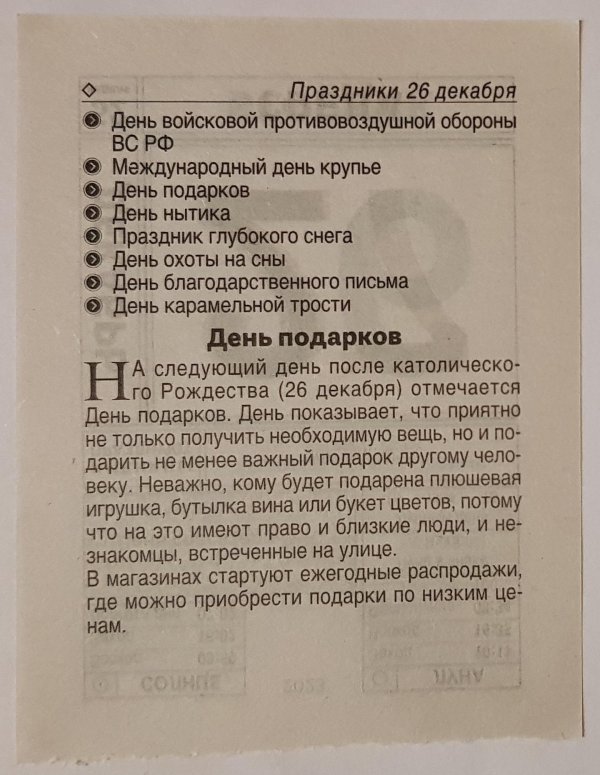 Праздники 26 декабря
День войсковой противовоздушной обороны
ВС РФ
Международный день крупье
День подарков
День нытика
Праздник глубокого снега
День охоты на сны
День благодарственного письма
День карамельной трости
День подарков
НА следующий день после католическо-
го Рождества (26 декабря) отмечается
День подарков. День показывает, что приятно
не только получить необходимую вещь, но и по-
дарить не менее важный подарок другому чело-
веку. Неважно, кому будет подарена плюшевая
игрушка, бутылка вина или букет цветов, потому
что на это имеют право и близкие люди, и не-
знакомцы, встреченные на улице.
В магазинах стартуют ежегодные распродажи,
где можно приобрести подарки по низким це-
нам.